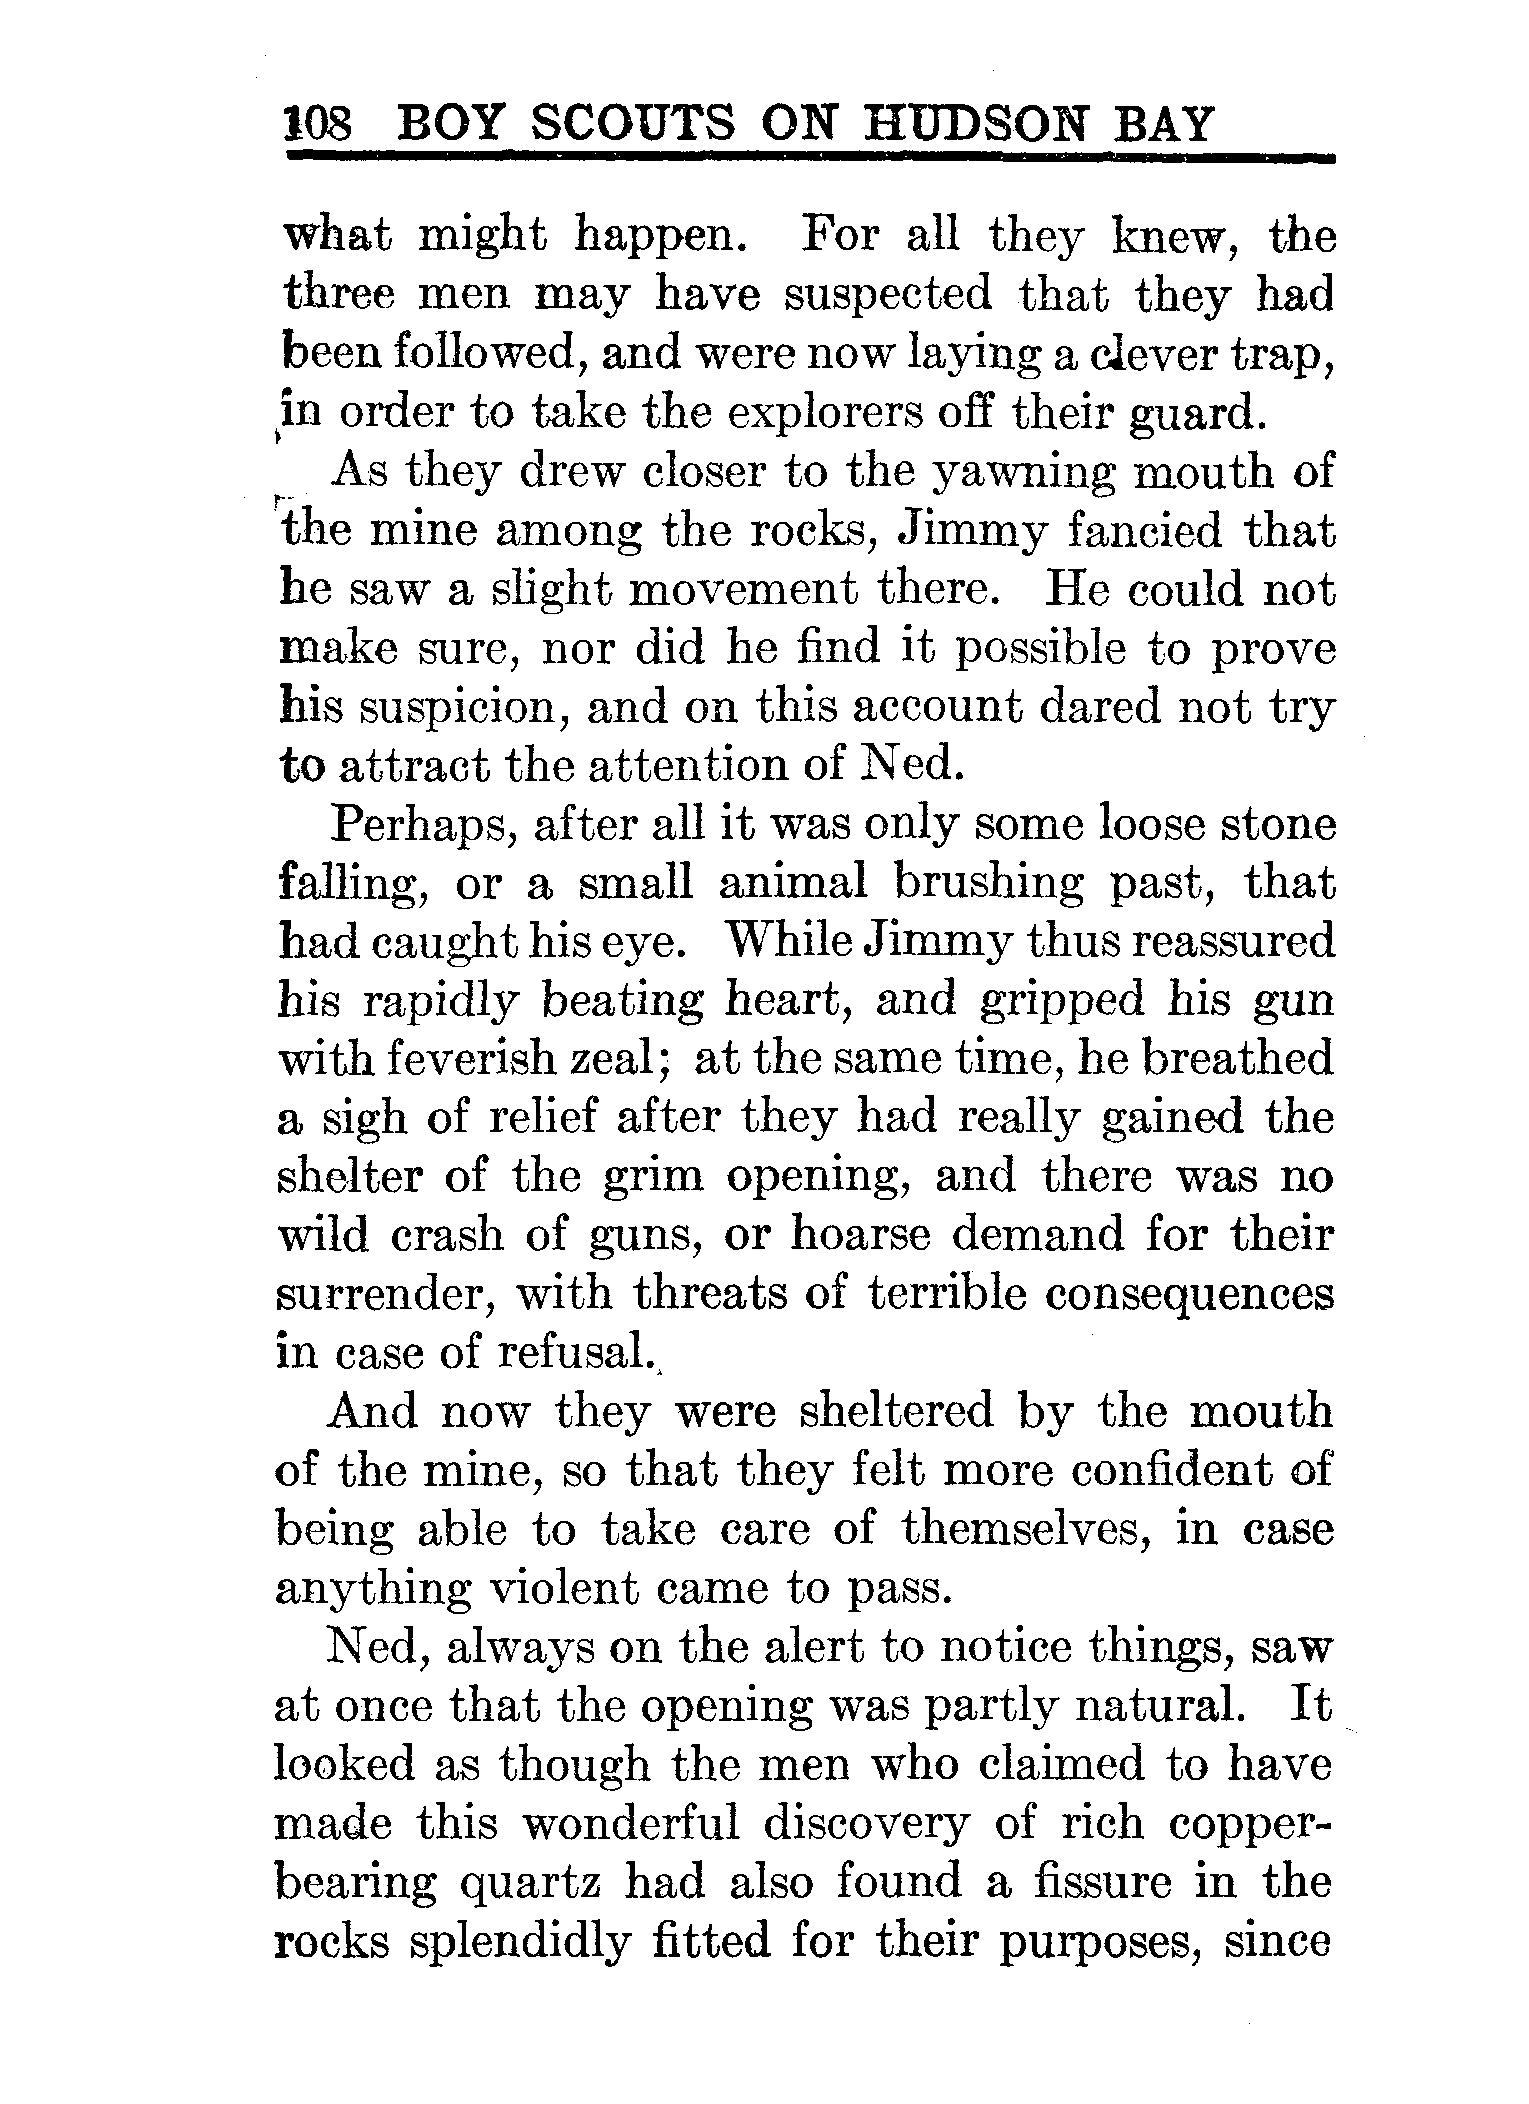 108 BOY SCOUTS ON HUDSON BAY
what might happen. For all they knew, the
three men may have suspected that they had
been followed, and were now laying a clever trap,
in order to take the explorers off their guard.
As they drew closer to the yawning mouth of
the mine among the rocks, Jimmy fancied that
he saw a slight movement there. He could not
make sure, nor did he find it possible to prove
his suspicion, and on this account dared not try
to attract the attention of Ned.
Perhaps, after all it was only some loose stone
falling, or a small animal brushing past, that
had caught his eye. While Jimmy thus reassured
his rapidly beating heart, and gripped his gun
with feverish zeal; at the same time, he breathed
a sigh of relief after they had really gained the
shelter of the grim opening, and there was no
wild crash of guns, or hoarse demand for their
surrender, with threats of terrible consequences
in case of refusal.
And now they were sheltered by the mouth
of the mine, so that they felt more confident of
being able to take care of themselves, in case
anything violent came to pass.
Ned, always on the alert to notice things, saw
at once that the opening was partly natural. It
looked as though the men who claimed to have
made this wonderful discovery of rich copper-
bearing quartz had also found a fissure in the
rocks splendidly fitted for their purposes, since